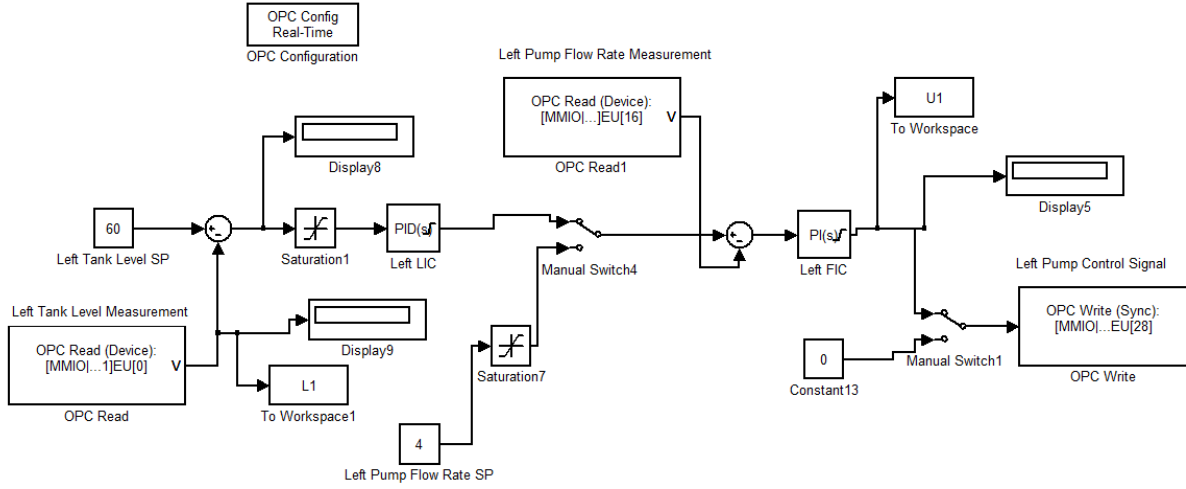 OPC Config
Real-Time
OPC Configuration
Left Pump Flow Rate Measurement
OPC Read (Device):
[MMIO|...]EU[16]
V
OPC Read1
U1
To Workspace
Display8
Display5
60
Left Tank Level SP
Saturation1
PID(s)
Left LIC
Manual Switch4
PI(s)
Left FIC
Left Pump Control Signal
OPC Write (Sync):
[MMIO|...EU[28]
OPC Write
Manual Switch1
0
Constant13
Left Tank Level Measurement
OPC Read (Device):
[MMIO|...1]EU[0]
V
OPC Read
Display9
L1
To Workspace1
Saturation7
4
Left Pump Flow Rate SP